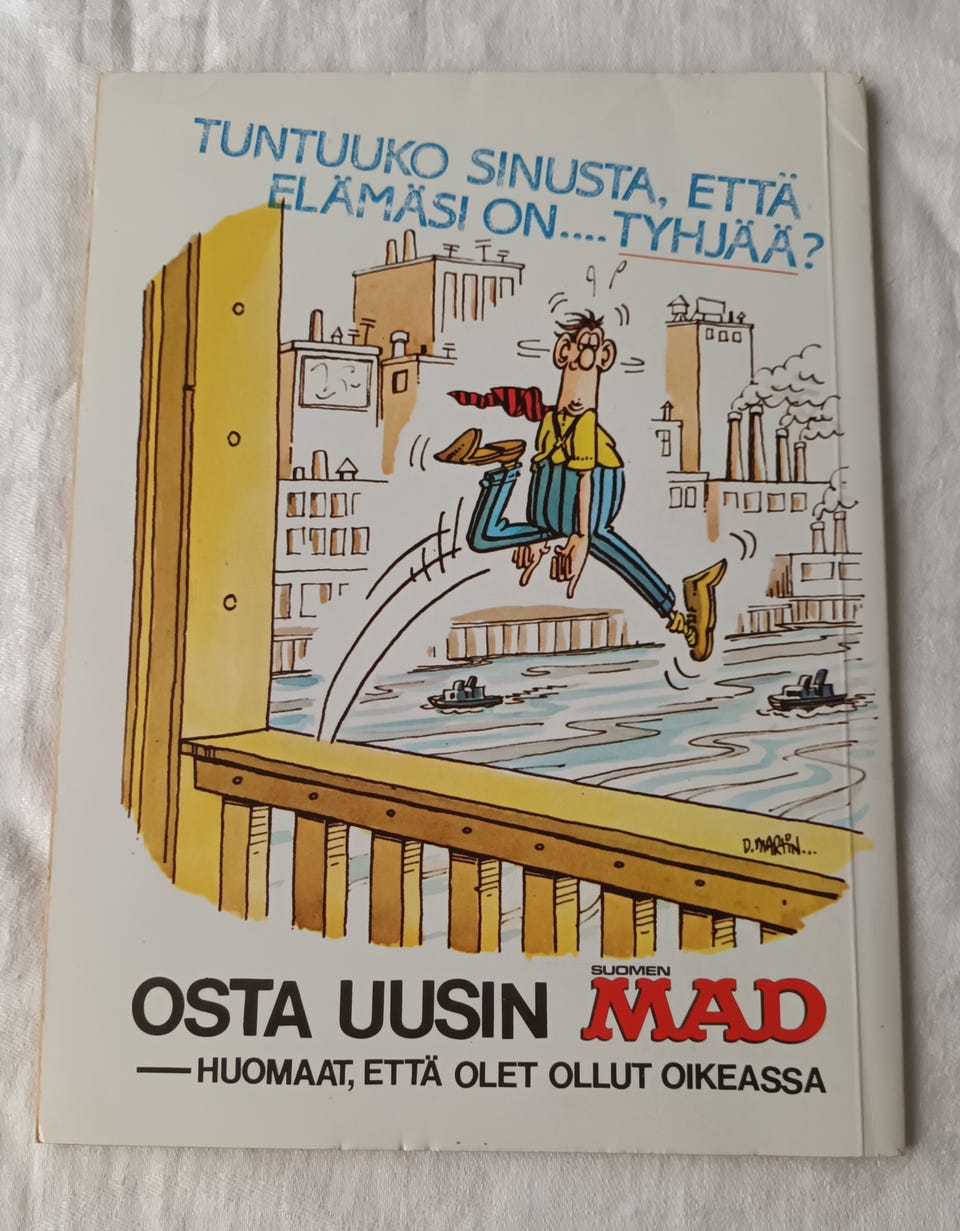 TUNTUUKO SINUSTA, ETTÄ
ELÄMÄSI ON.... TYHJÄÄ?
D. MARTIN...
OSTA UUSIN SUOMEN MAD
— HUOMAAT, ETTÄ OLET OLLUT OIKEASSA